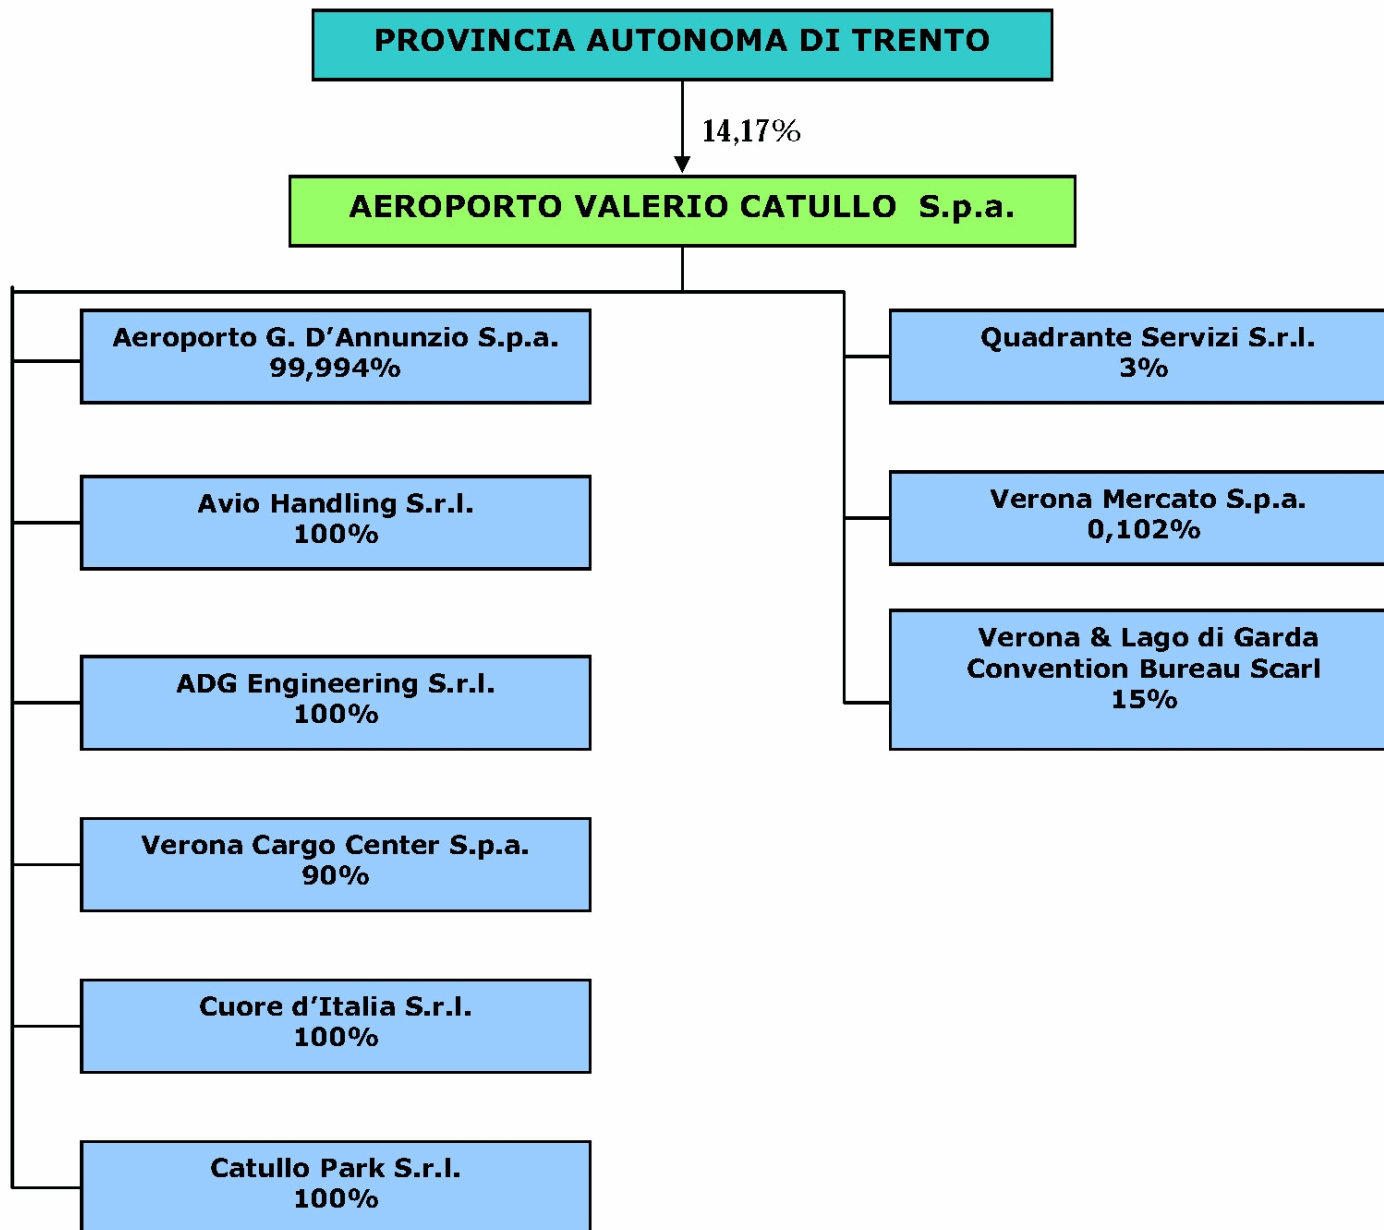 PROVINCIA AUTONOMA DI TRENTO
14,17%
AEROPORTO VALERIO CATULLO S.p.a.
Aeroporto G. D’Annunzio S.p.a.
99,994%
Avio Handling S.r.l.
100%
ADG Engineering S.r.l.
100%
Verona Cargo Center S.p.a.
90%
Cuore d’Italia S.r.l.
100%
Catullo Park S.r.l.
100%
Quadrante Servizi S.r.l.
3%
Verona Mercato S.p.a.
0,102%
Verona & Lago di Garda
Convention Bureau Scarl
15%